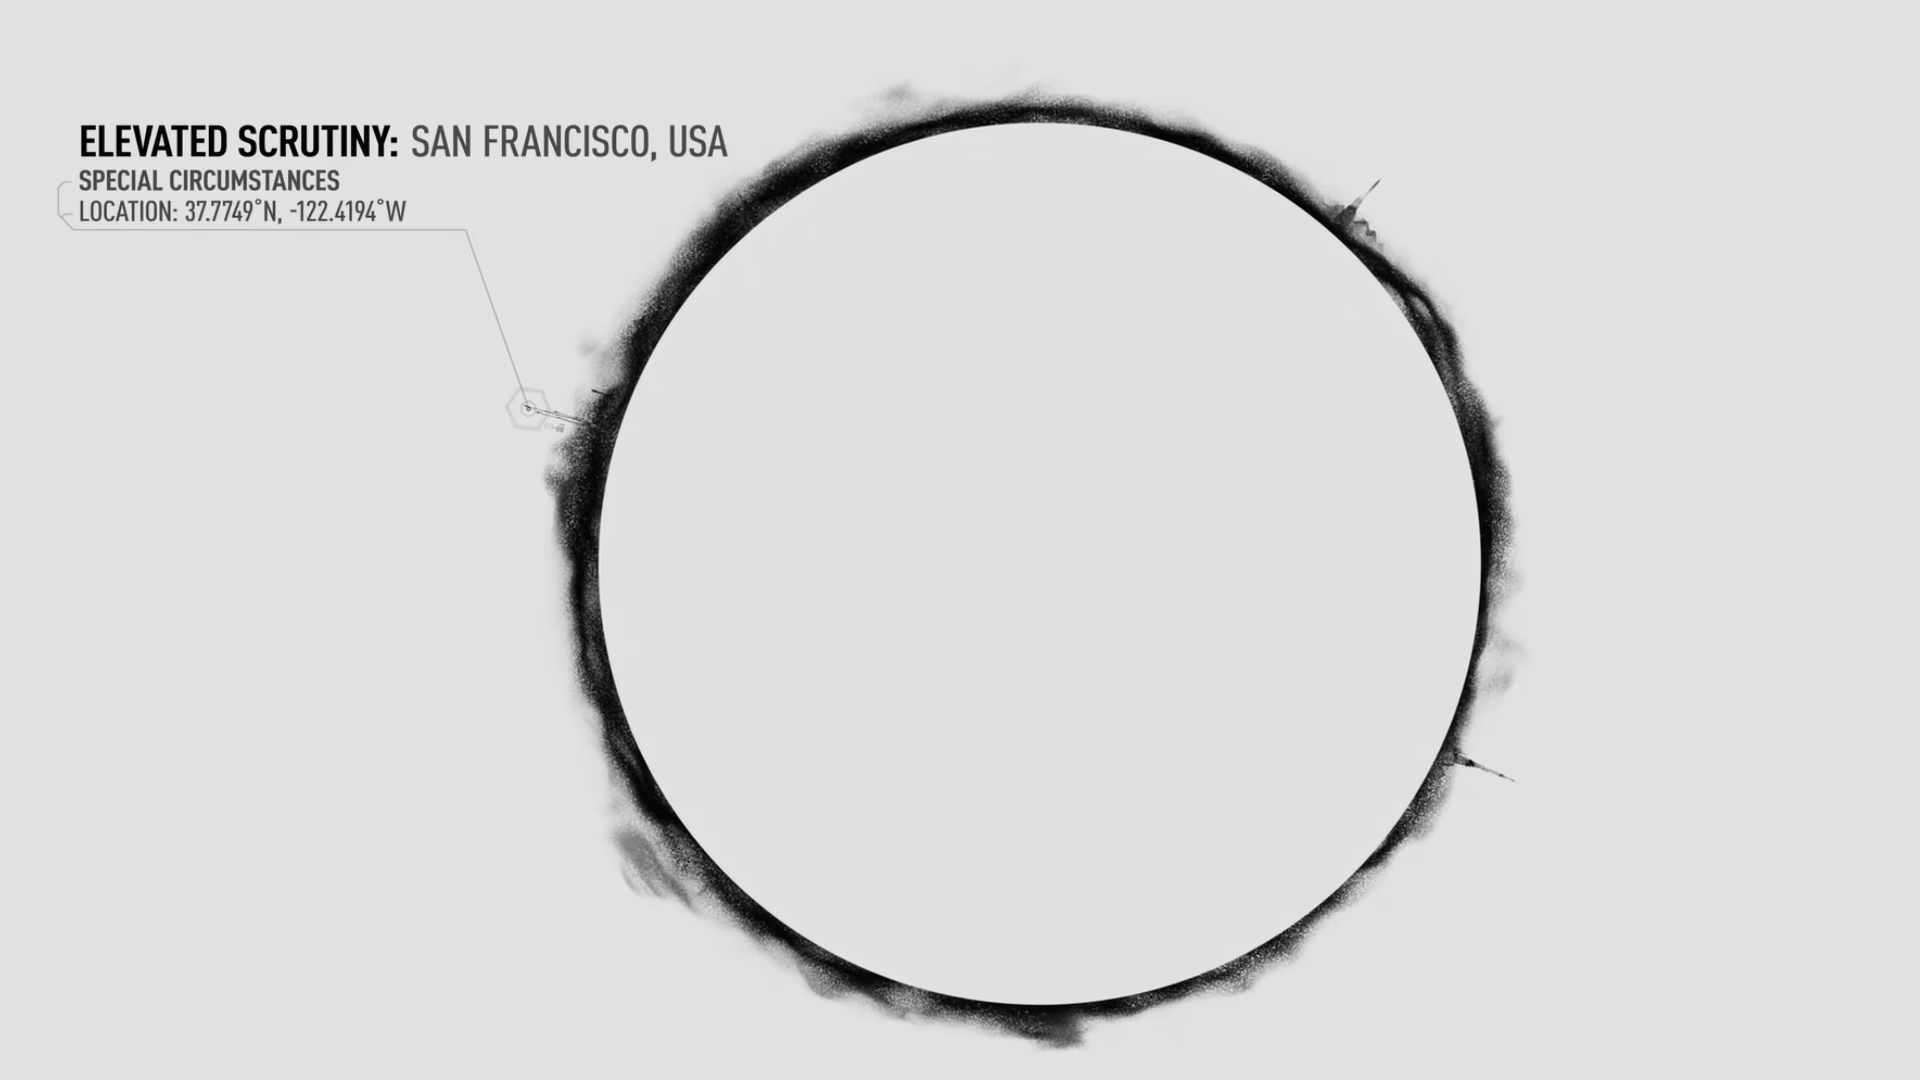 ELEVATED SCRUTINY: SAN FRANCISCO, USA
SPECIAL CIRCUMSTANCES
LOCATION: 37.7749°N, -122.4194°W